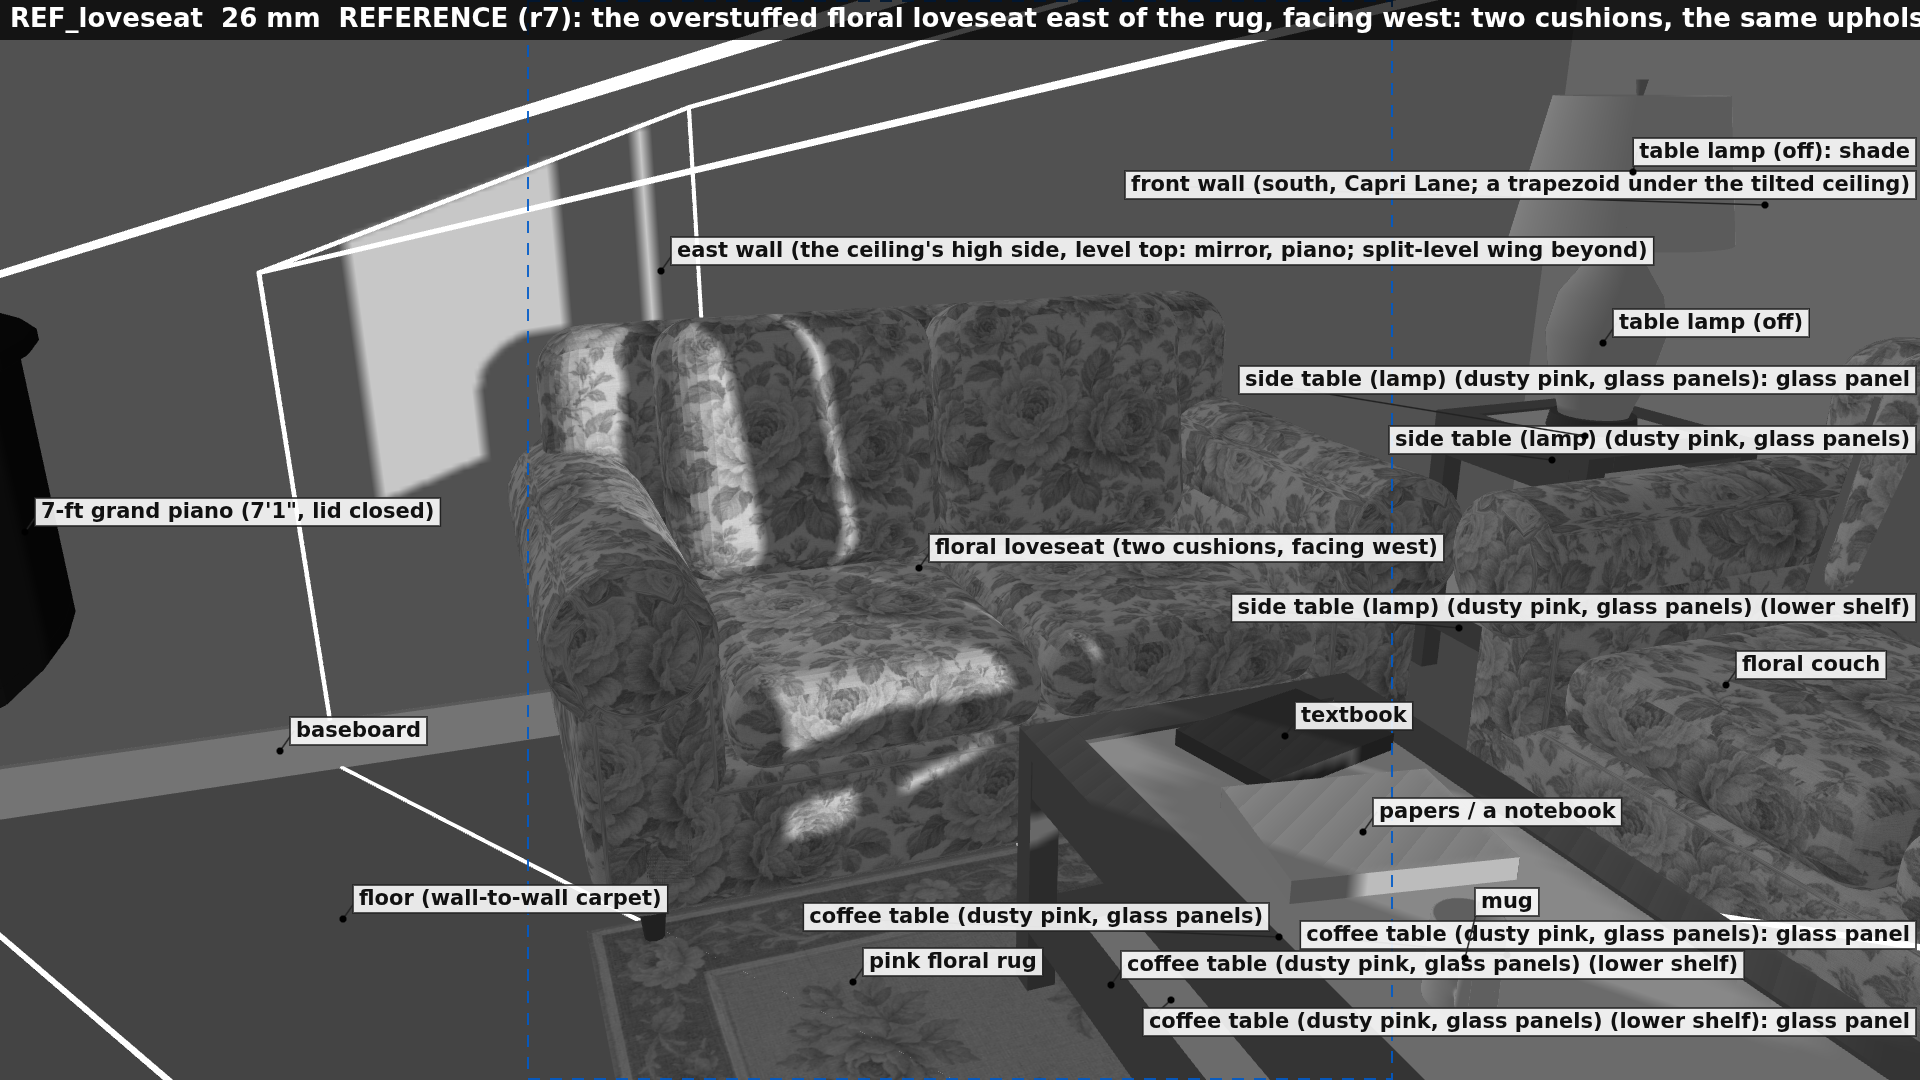 REF_loveseat 26 mm REFERENCE (r7): the overstuffed floral loveseat east of the rug, facing west: two cushions, the same uphols
table lamp (off): shade
front wall (south, Capri Lane; a trapezoid under the tilted ceiling)
east wall (the ceiling's high side, level top: mirror, piano; split-level wing beyond)
table lamp (off)
side table (lamp) (dusty pink, glass panels): glass panel
side table (lamp) (dusty pink, glass panels)
7-ft grand piano (7'1", lid closed)
floral loveseat (two cushions, facing west)
side table (lamp) (dusty pink, glass panels) (lower shelf)
floral couch
textbook
baseboard
papers / a notebook
floor (wall-to-wall carpet)
mug
coffee table (dusty pink, glass panels)
coffee table (dusty pink, glass panels): glass panel
pink floral rug
coffee table (dusty pink, glass panels) (lower shelf)
coffee table (dusty pink, glass panels) (lower shelf): glass panel